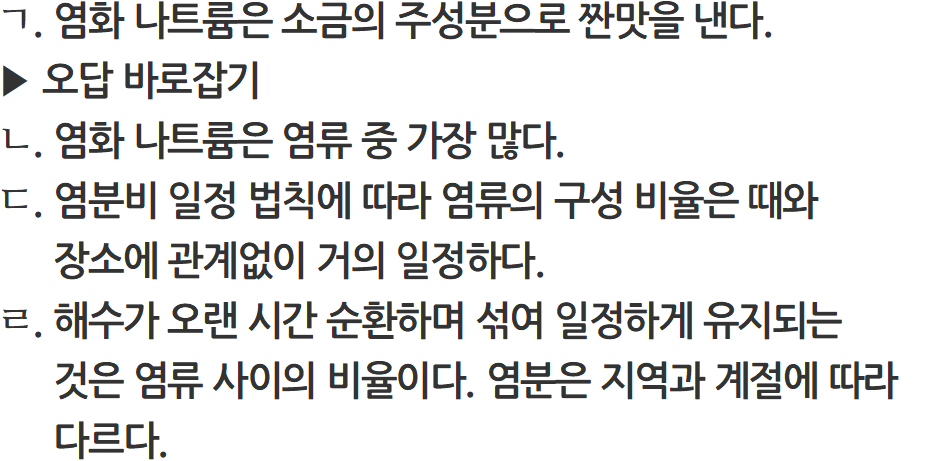 ㄱ. 염화 나트륨은 소금의 주성분으로 짠맛을 낸다.
▶ 오답 바로잡기
ㄴ. 염화 나트륨은 염류 중 가장 많다.
ㄷ. 염분비 일정 법칙에 따라 염류의 구성 비율은 때와
장소에 관계없이 거의 일정하다.
ㄹ. 해수가 오랜 시간 순환하며 섞여 일정하게 유지되는
것은 염류 사이의 비율이다. 염분은 지역과 계절에 따라
다르다.